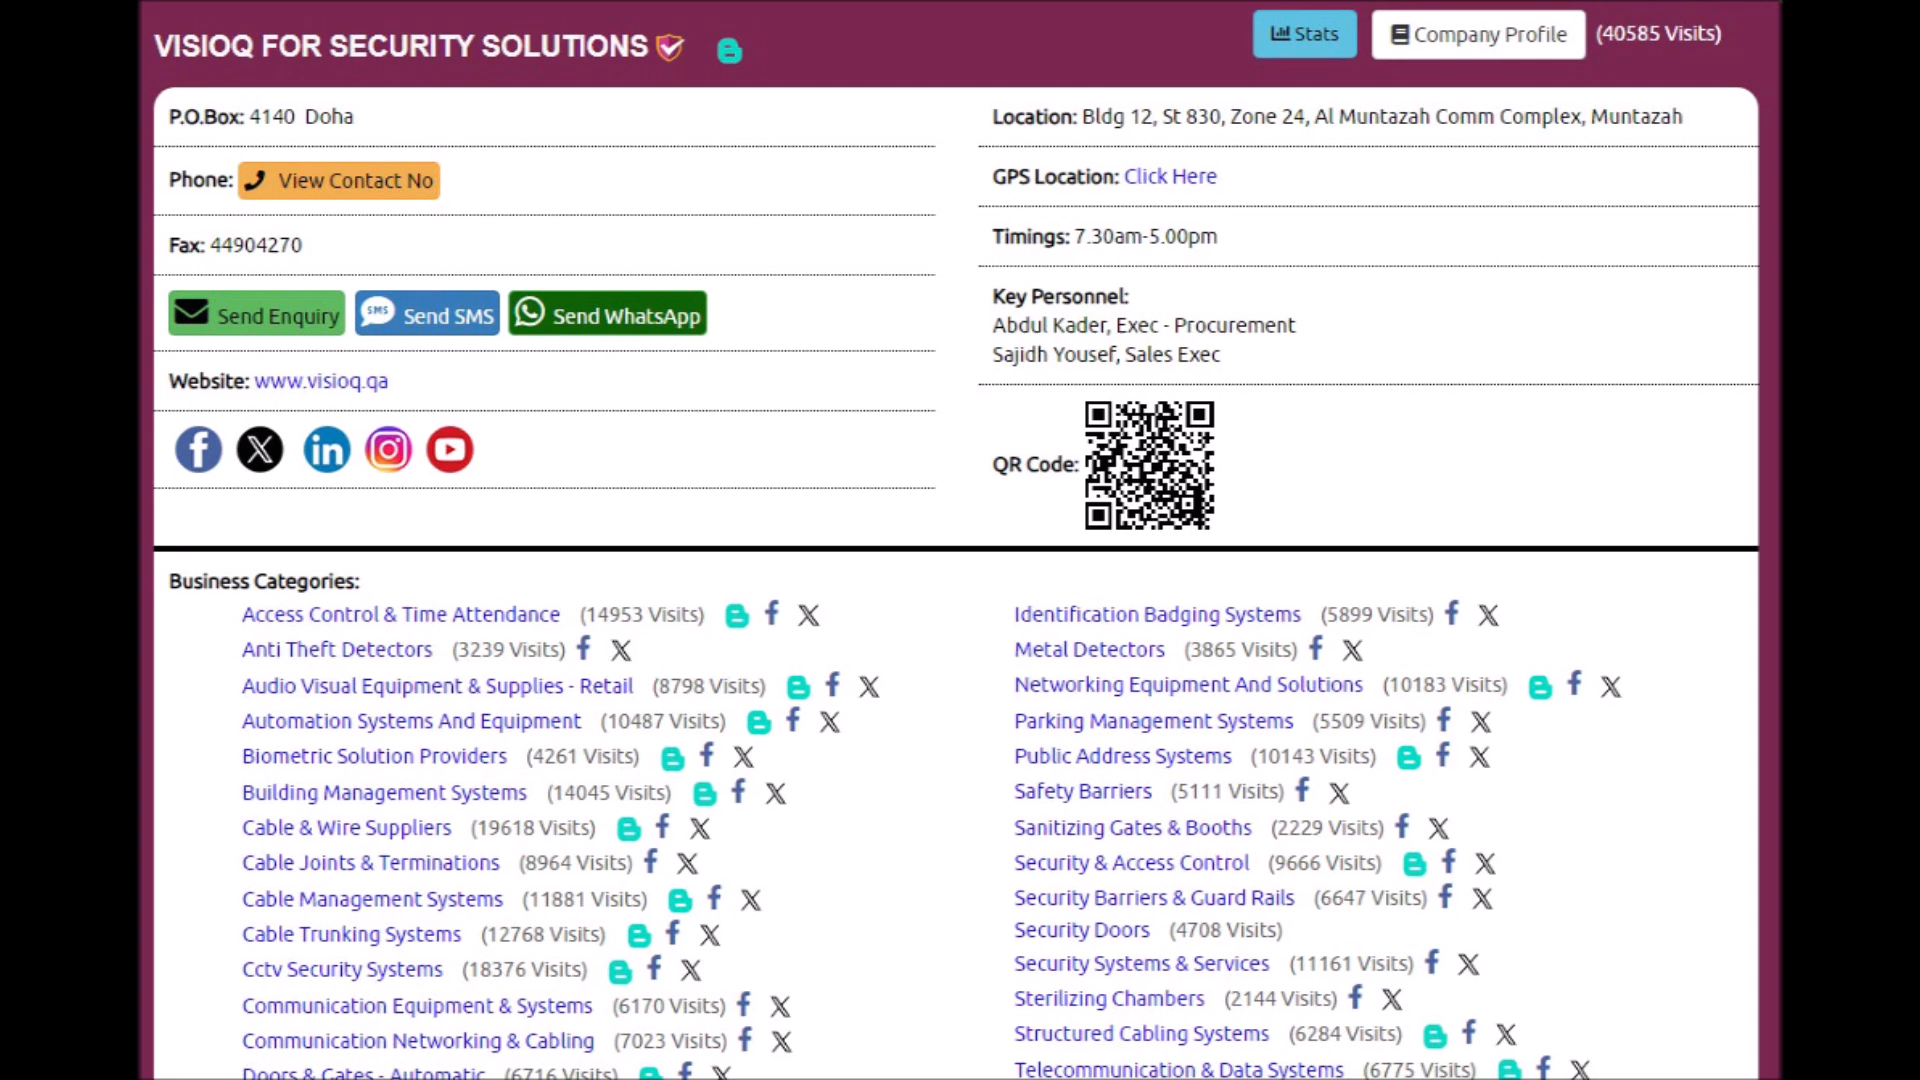 VISIOQ FOR SECURITY SOLUTIONS
Stats
Company Profile
(40585 Visits)
P.O.Box: 4140 Doha
Phone: View Contact No
Fax: 44904270
Send Enquiry
SMS Send SMS
Send WhatsApp
Website: www.visioq.qa
Location: Bldg 12, St 830, Zone 24, Al Muntazah Comm Complex, Muntazah
GPS Location: Click Here
Timings: 7.30am-5.00pm
Key Personnel:
Abdul Kader, Exec - Procurement
Sajidh Yousef, Sales Exec
QR Code:
Business Categories:
Access Control & Time Attendance (14953 Visits)
Anti Theft Detectors (3239 Visits)
Audio Visual Equipment & Supplies - Retail (8798 Visits)
Automation Systems And Equipment (10487 Visits)
Biometric Solution Providers (4261 Visits)
Building Management Systems (14045 Visits)
Cable & Wire Suppliers (19618 Visits)
Cable Joints & Terminations (8964 Visits)
Cable Management Systems (11881 Visits)
Cable Trunking Systems (12768 Visits)
Cctv Security Systems (18376 Visits)
Communication Equipment & Systems (6170 Visits)
Communication Networking & Cabling (7023 Visits)
Doors & Gates - Automatic (6716 Visits)
Identification Badging Systems (5899 Visits)
Metal Detectors (3865 Visits)
Networking Equipment And Solutions (10183 Visits)
Parking Management Systems (5509 Visits)
Public Address Systems (10143 Visits)
Safety Barriers (5111 Visits)
Sanitizing Gates & Booths (2229 Visits)
Security & Access Control (9666 Visits)
Security Barriers & Guard Rails (6647 Visits)
Security Doors (4708 Visits)
Security Systems & Services (11161 Visits)
Sterilizing Chambers (2144 Visits)
Structured Cabling Systems (6284 Visits)
Telecommunication & Data Systems (6775 Visits)